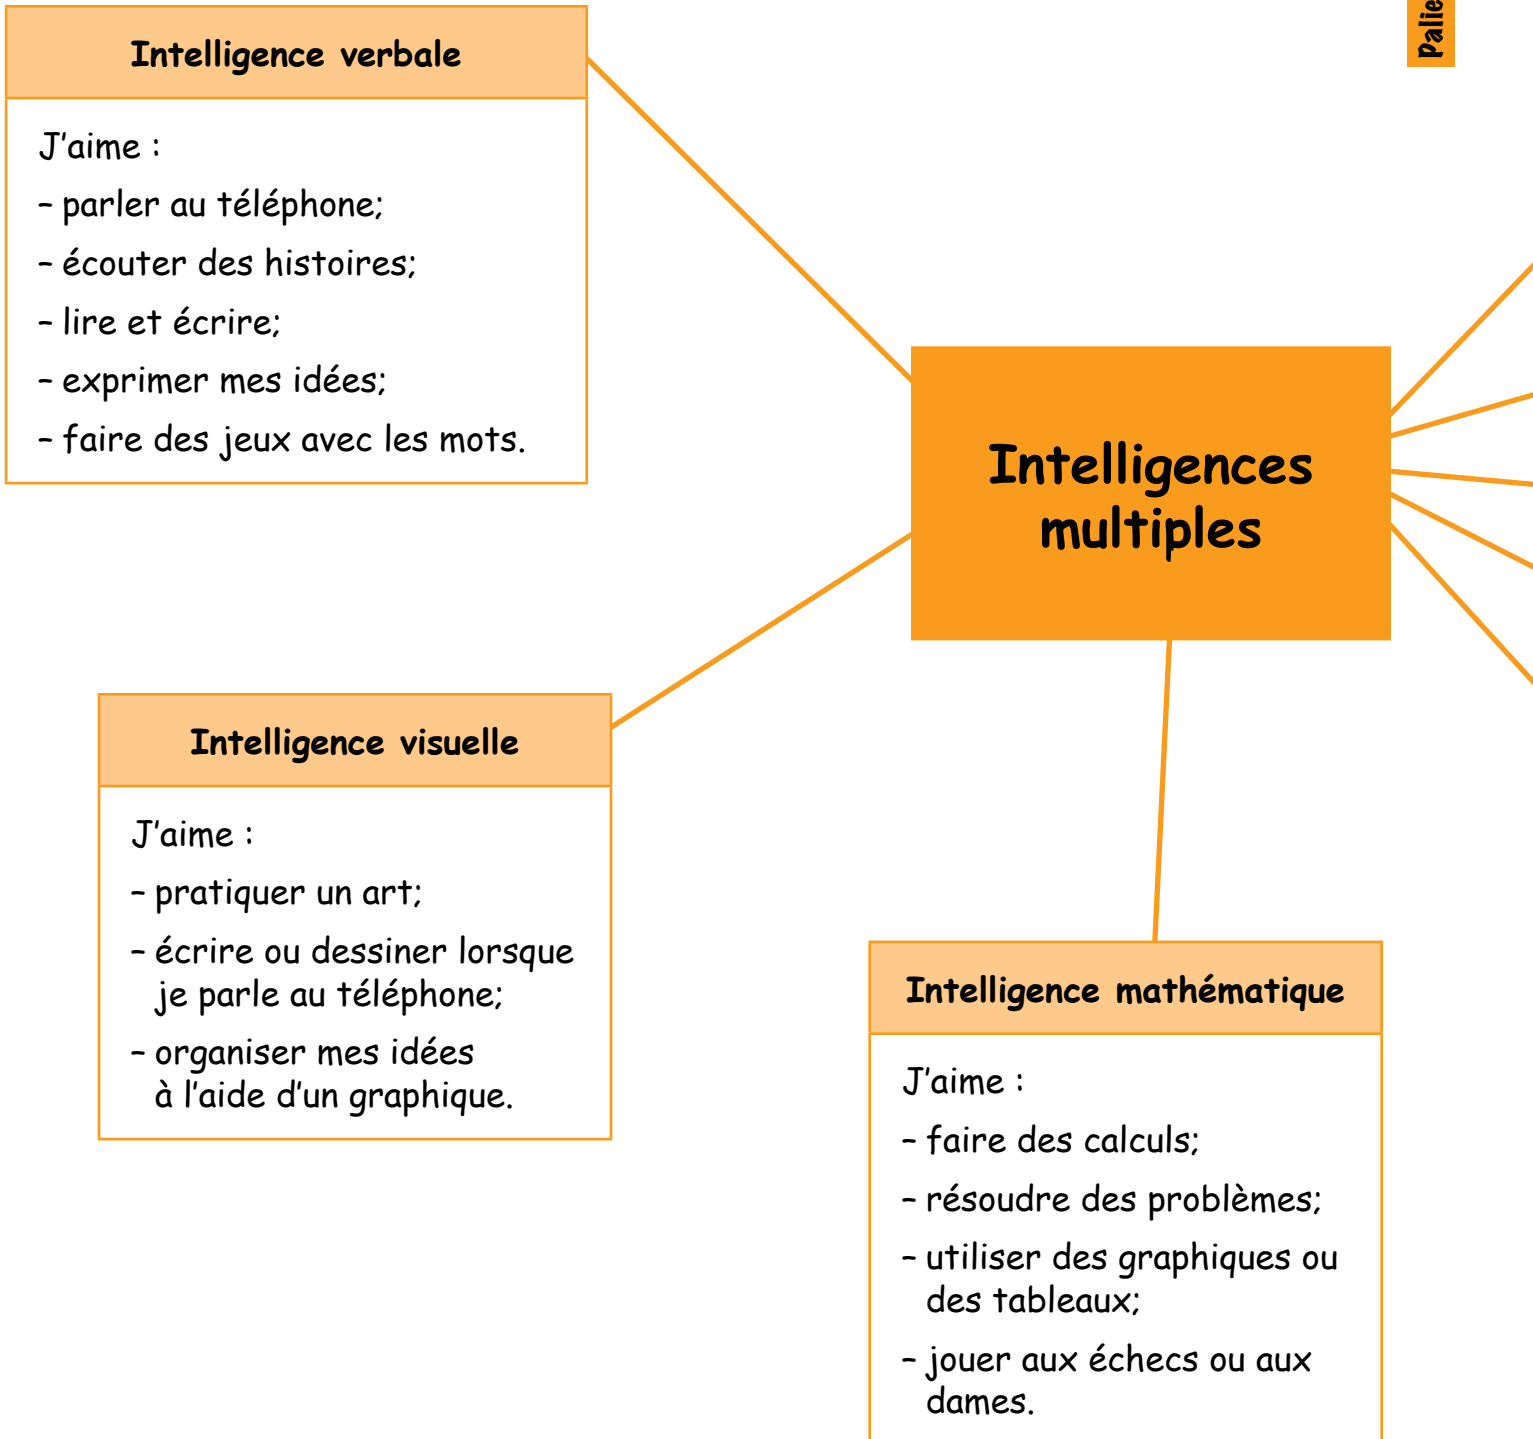 Palie
Intelligence verbale
J'aime :
– parler au téléphone;
– écouter des histoires;
– lire et écrire;
– exprimer mes idées;
– faire des jeux avec les mots.
Intelligences
multiples
Intelligence visuelle
J'aime :
– pratiquer un art;
– écrire ou dessiner lorsque
je parle au téléphone;
– organiser mes idées
à l'aide d'un graphique.
Intelligence mathématique
J'aime :
– faire des calculs;
– résoudre des problèmes;
– utiliser des graphiques ou
des tableaux;
– jouer aux échecs ou aux
dames.